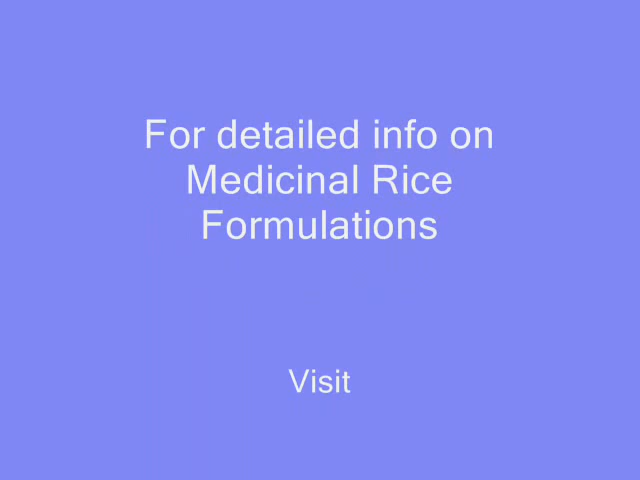 For detailed info on
Medicinal Rice
Formulations
Visit